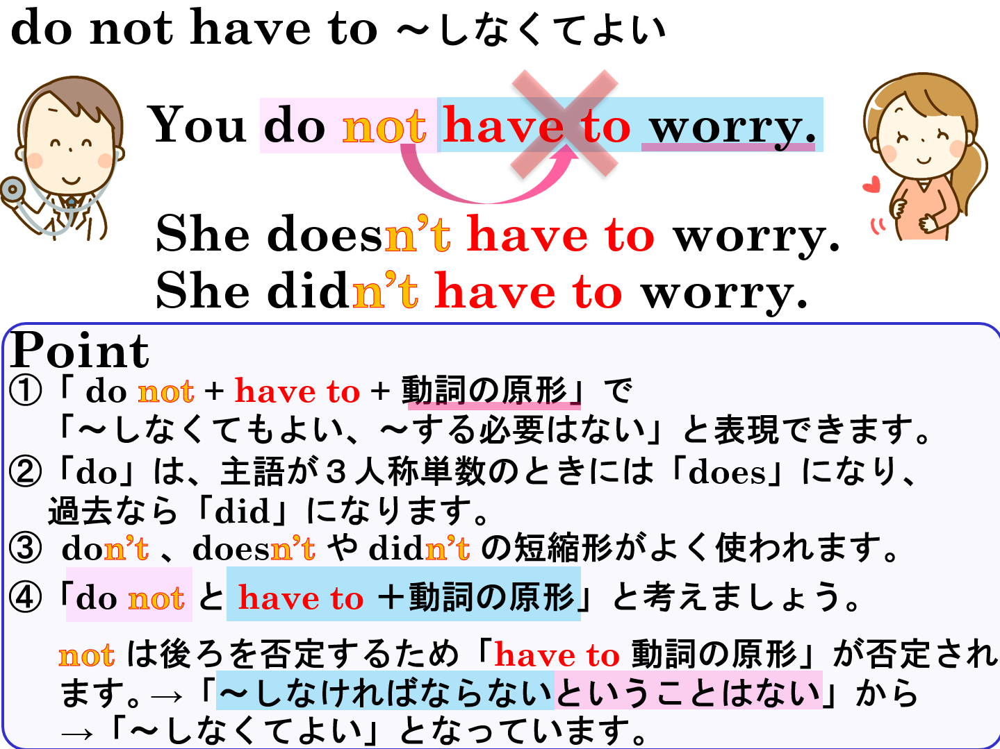 do not have to ～しなくてよい
You do not have to worry.
She doesn't have to worry.
She didn't have to worry.
Point
①「 do not + have to + 動詞の原形」で
「～しなくてもよい、～する必要はない」と表現できます。
②「do」は、主語が３人称単数のときには「does」になり、
過去なら「did」になります。
③ don't 、doesn't や didn't の短縮形がよく使われます。
④「do not と have to ＋動詞の原形」と考えましょう。
not は後ろを否定するため「have to 動詞の原形」が否定され
ます。→「～しなければならないということはない」から
→「～しなくてよい」となっています。